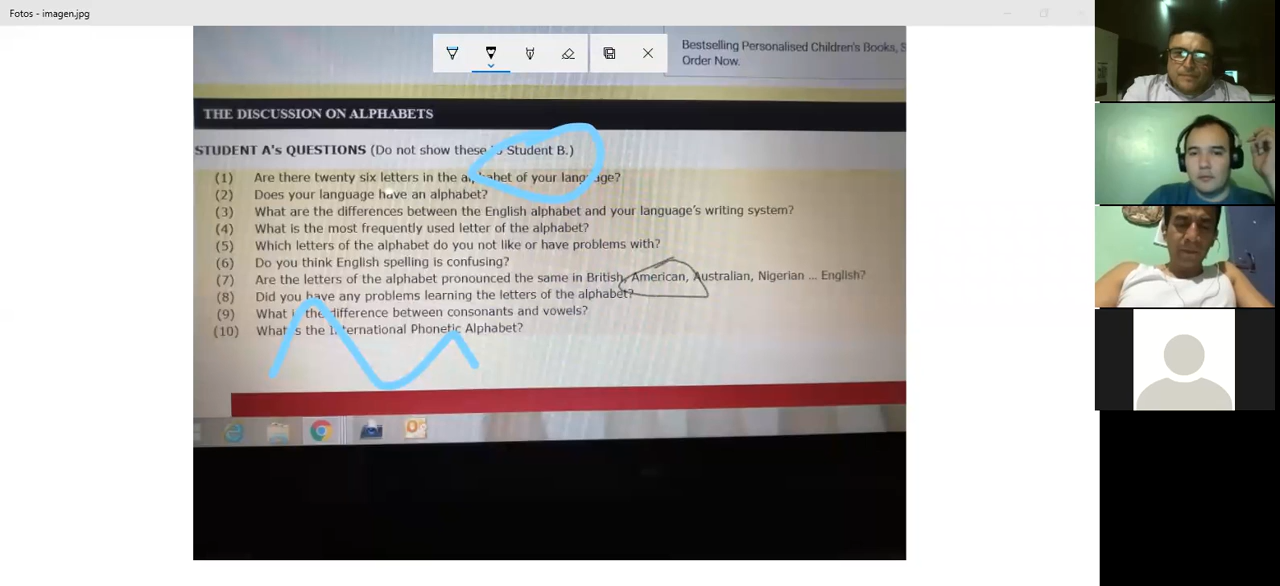 Fotos - imagen.jpg
Bestselling Personalised Children's Books, S
Order Now.
THE DISCUSSION ON ALPHABETS
STUDENT A's QUESTIONS (Do not show these to Student B.)
(1) Are there twenty six letters in the alphabet of your language?
(2) Does your language have an alphabet?
(3) What are the differences between the English alphabet and your language's writing system?
(4) What is the most frequently used letter of the alphabet?
(5) Which letters of the alphabet do you not like or have problems with?
(6) Do you think English spelling is confusing?
(7) Are the letters of the alphabet pronounced the same in British, American, Australian, Nigerian ... English?
(8) Did you have any problems learning the letters of the alphabet?
(9) What is the difference between consonants and vowels?
(10) What is the International Phonetic Alphabet?